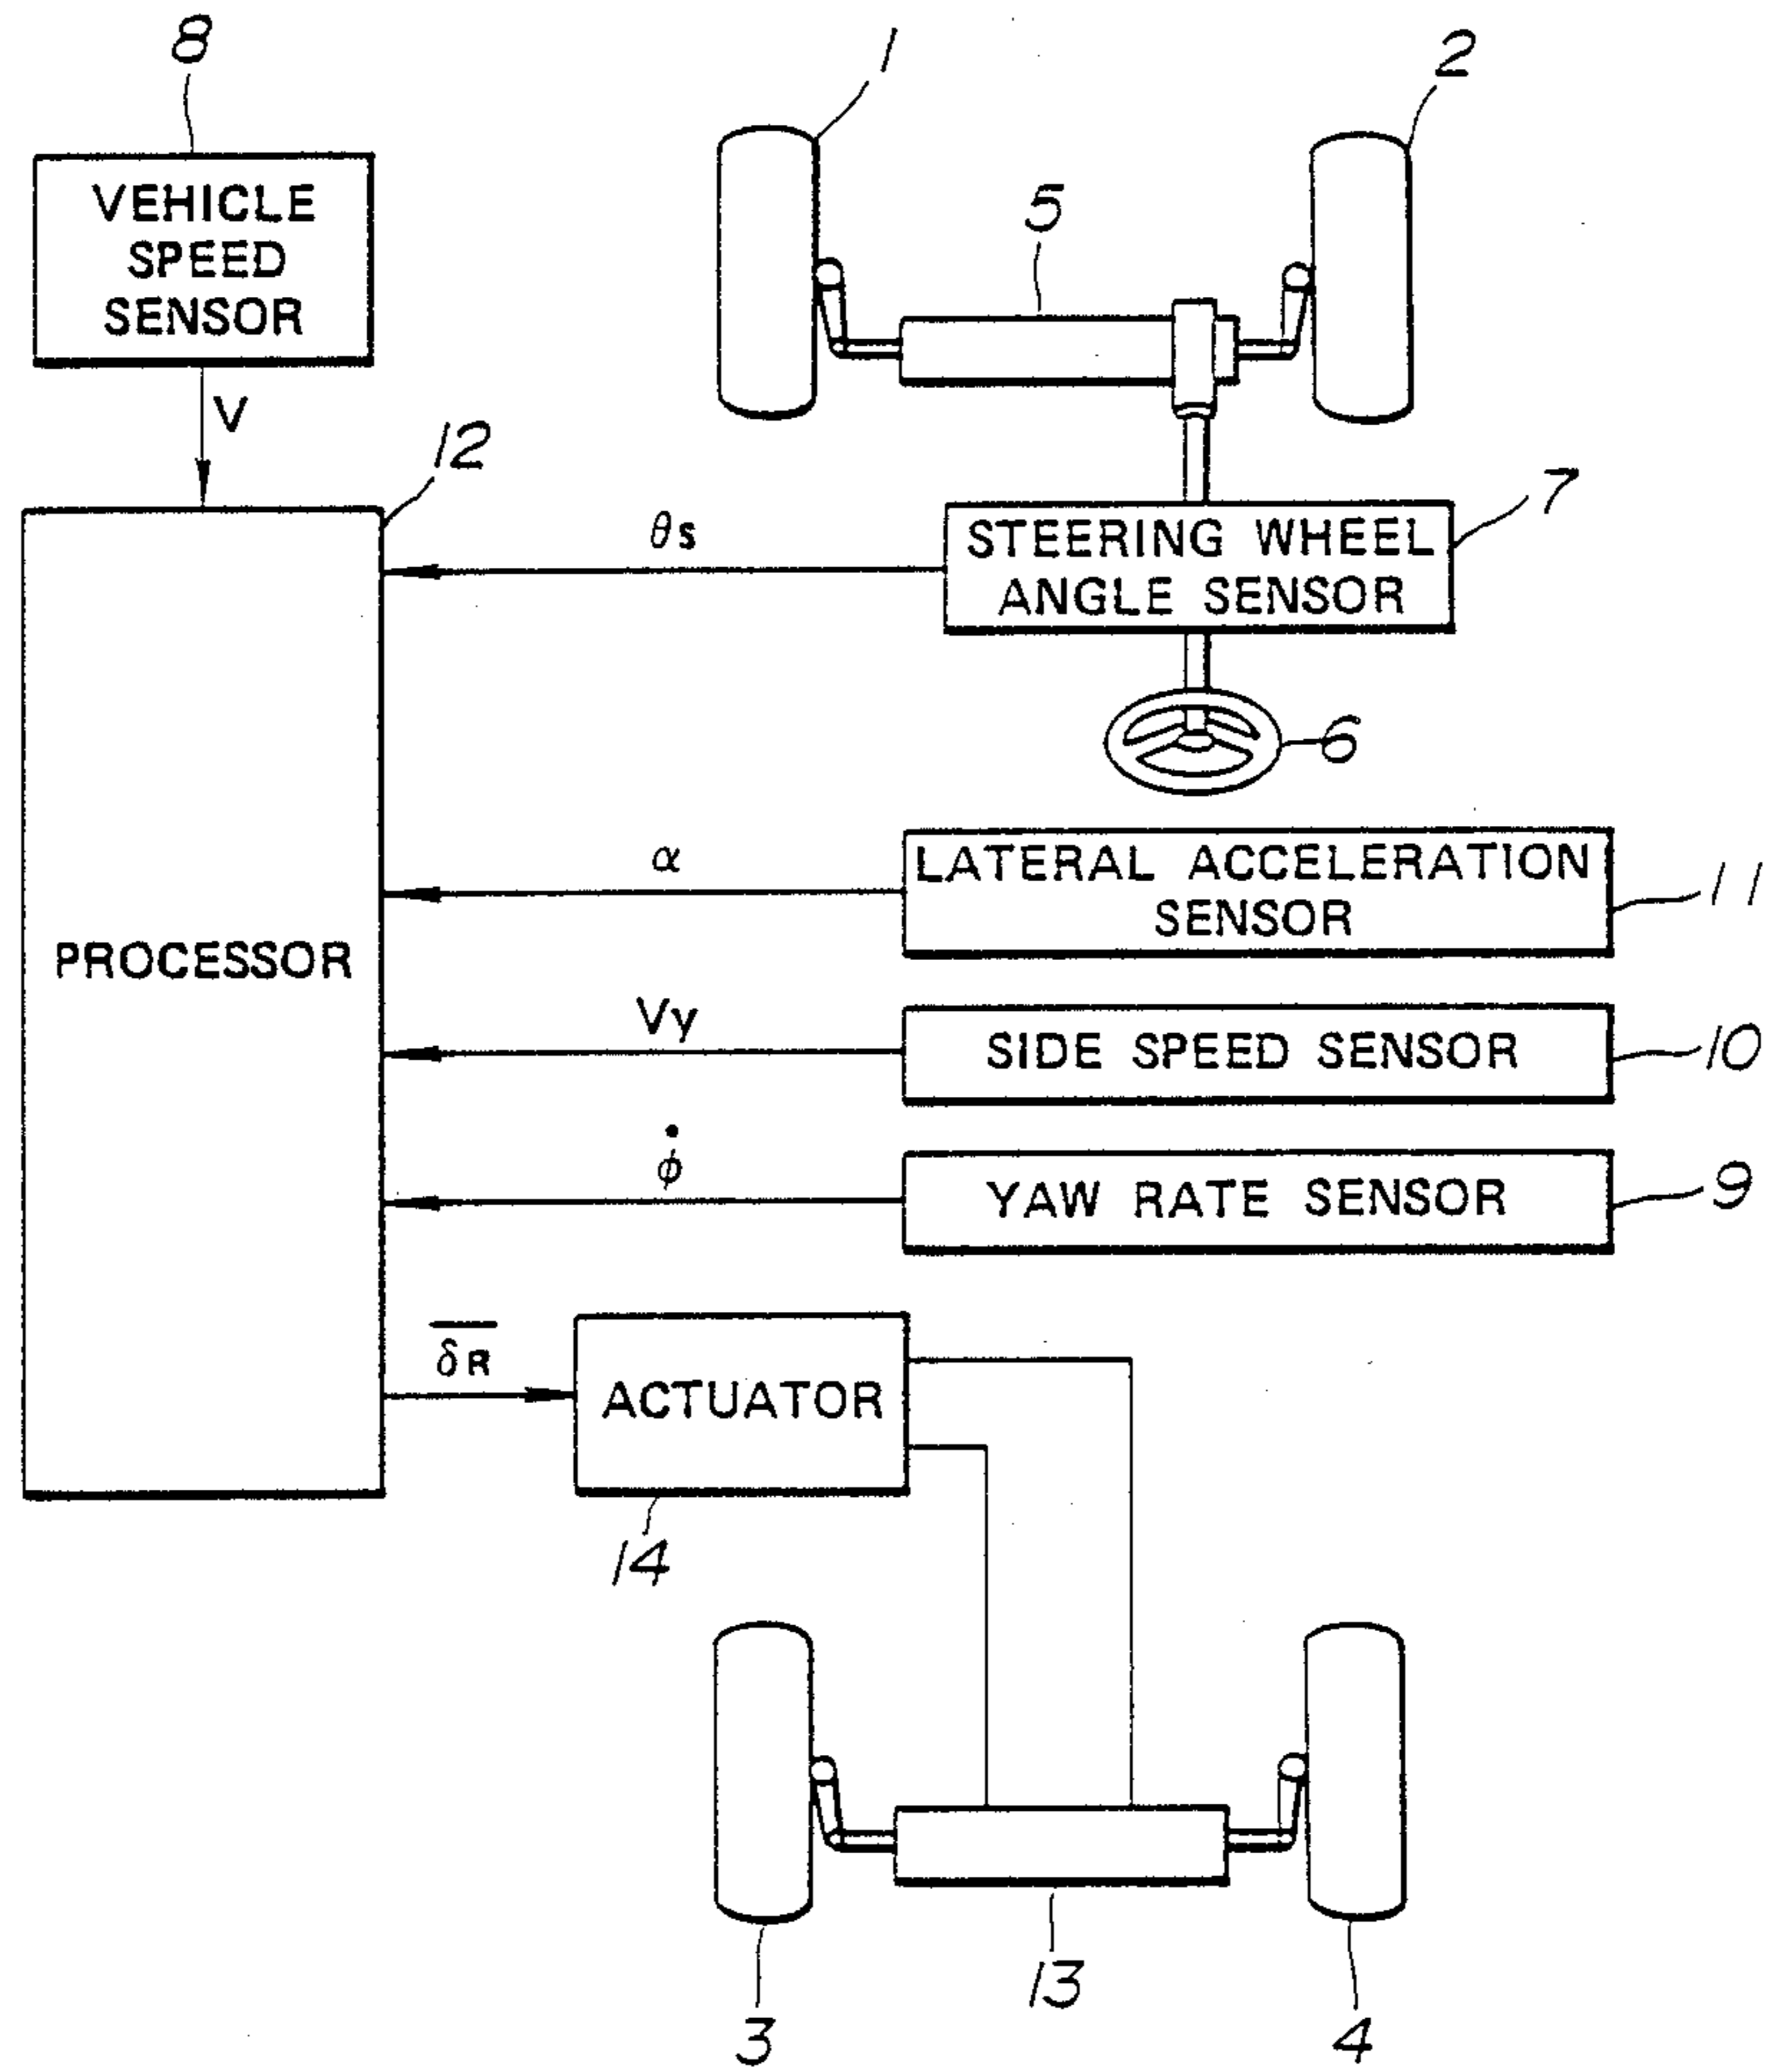 8
1
2
VEHICLE
SPEED
SENSOR
5
V
12
7
θs
STEERING WHEEL
ANGLE SENSOR
6
α
LATERAL ACCELERATION
SENSOR
11
PROCESSOR
Vy
SIDE SPEED SENSOR
10
ϕ̇
YAW RATE SENSOR
9
δ̅R̅
ACTUATOR
14
13
3
4